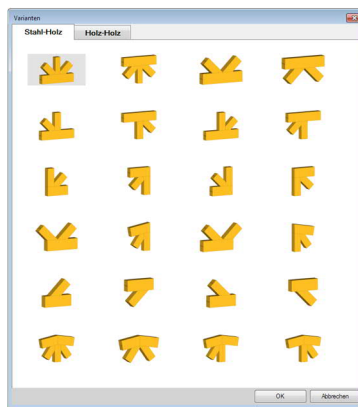 Varianten
Stahl-Holz
Holz-Holz
OK
Abbrechen